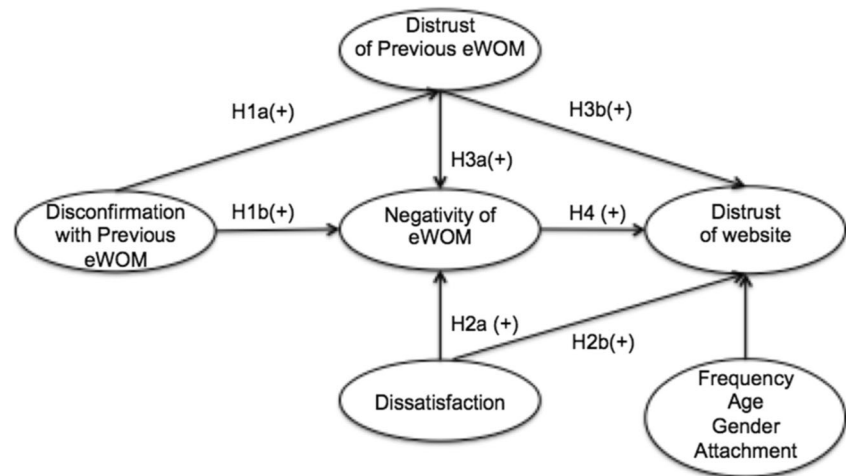 Distrust
of Previous eWOM
H1a(+)
H3b(+)
H3a(+)
Disconfirmation
with Previous
eWOM
H1b(+)
Negativity of
eWOM
H4 (+)
Distrust
of website
H2a (+)
H2b(+)
Dissatisfaction
Frequency
Age
Gender
Attachment